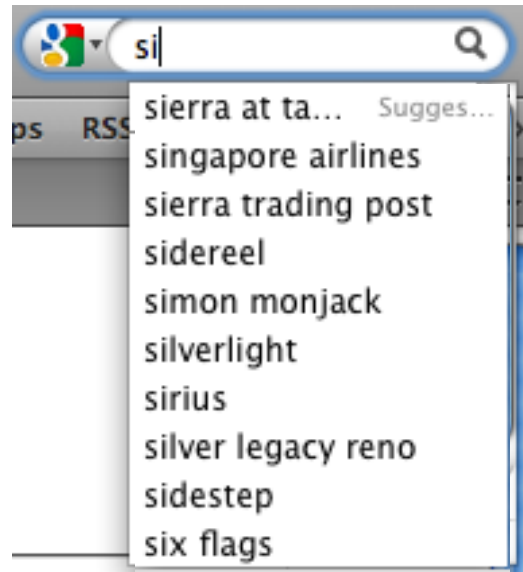 si
sierra at ta... Sugges...
ps RSS
singapore airlines
sierra trading post
sidereel
simon monjack
silverlight
sirius
silver legacy reno
sidestep
six flags